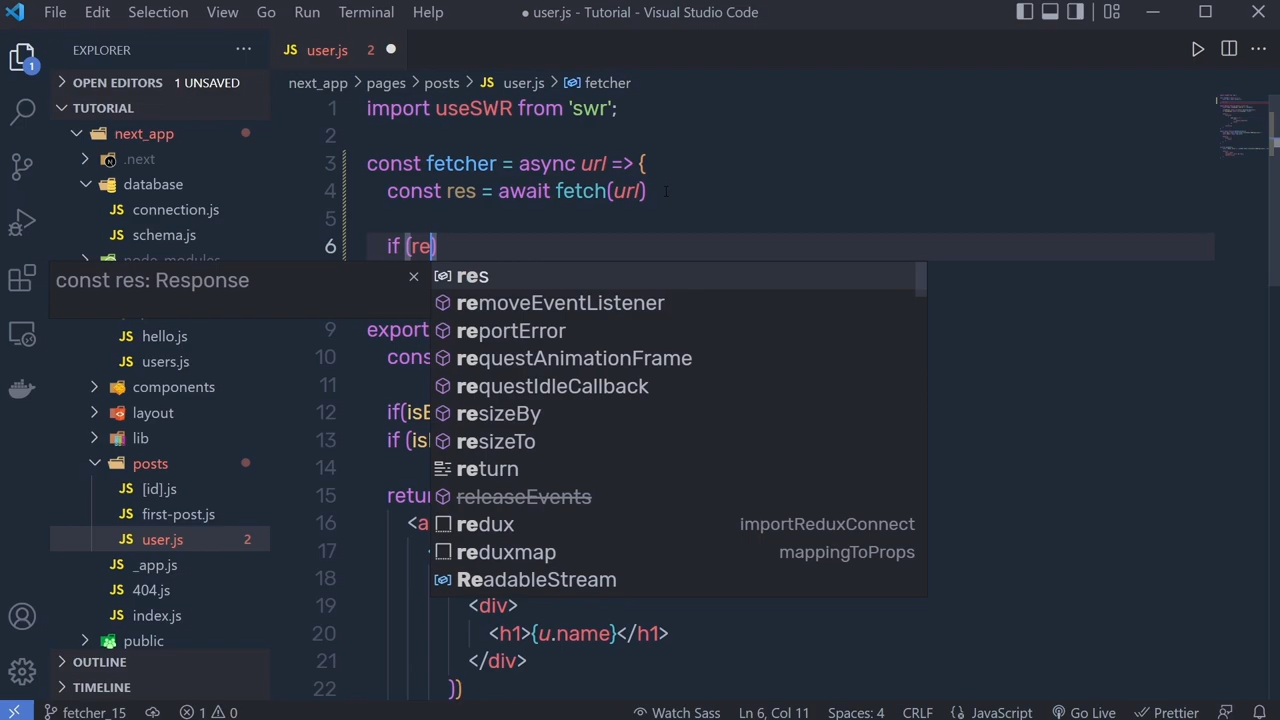 File Edit Selection View Go Run Terminal Help ● user.js - Tutorial - Visual Studio Code
EXPLORER ···
1
OPEN EDITORS 1 UNSAVED
TUTORIAL
next_app
.next
database
connection.js
schema.js
node_modules
JS hello.js
JS users.js
components
layout
lib
posts
JS [id].js
JS first-post.js
JS user.js 2
JS _app.js
JS 404.js
JS index.js
public
OUTLINE
TIMELINE
JS user.js 2 ●
next_app > pages > posts > JS user.js > fetcher
1 import useSWR from 'swr';
2
3 const fetcher = async url => {
4 const res = await fetch(url)
5
6 if (re)
const res: Response ×
res
removeEventListener
reportError
requestAnimationFrame
requestIdleCallback
resizeBy
resizeTo
return
releaseEvents
redux importReduxConnect
reduxmap mappingToProps
ReadableStream
9 export
10 cons
11
12 if(isE
13
14
15 retur
16 <a
17
18
19 <div>
20 <h1>{u.name}</h1>
21 </div>
22 ))
fetcher_15 1 0 Watch Sass Ln 6, Col 11 Spaces: 4 CRLF {} JavaScript Go Live Prettier